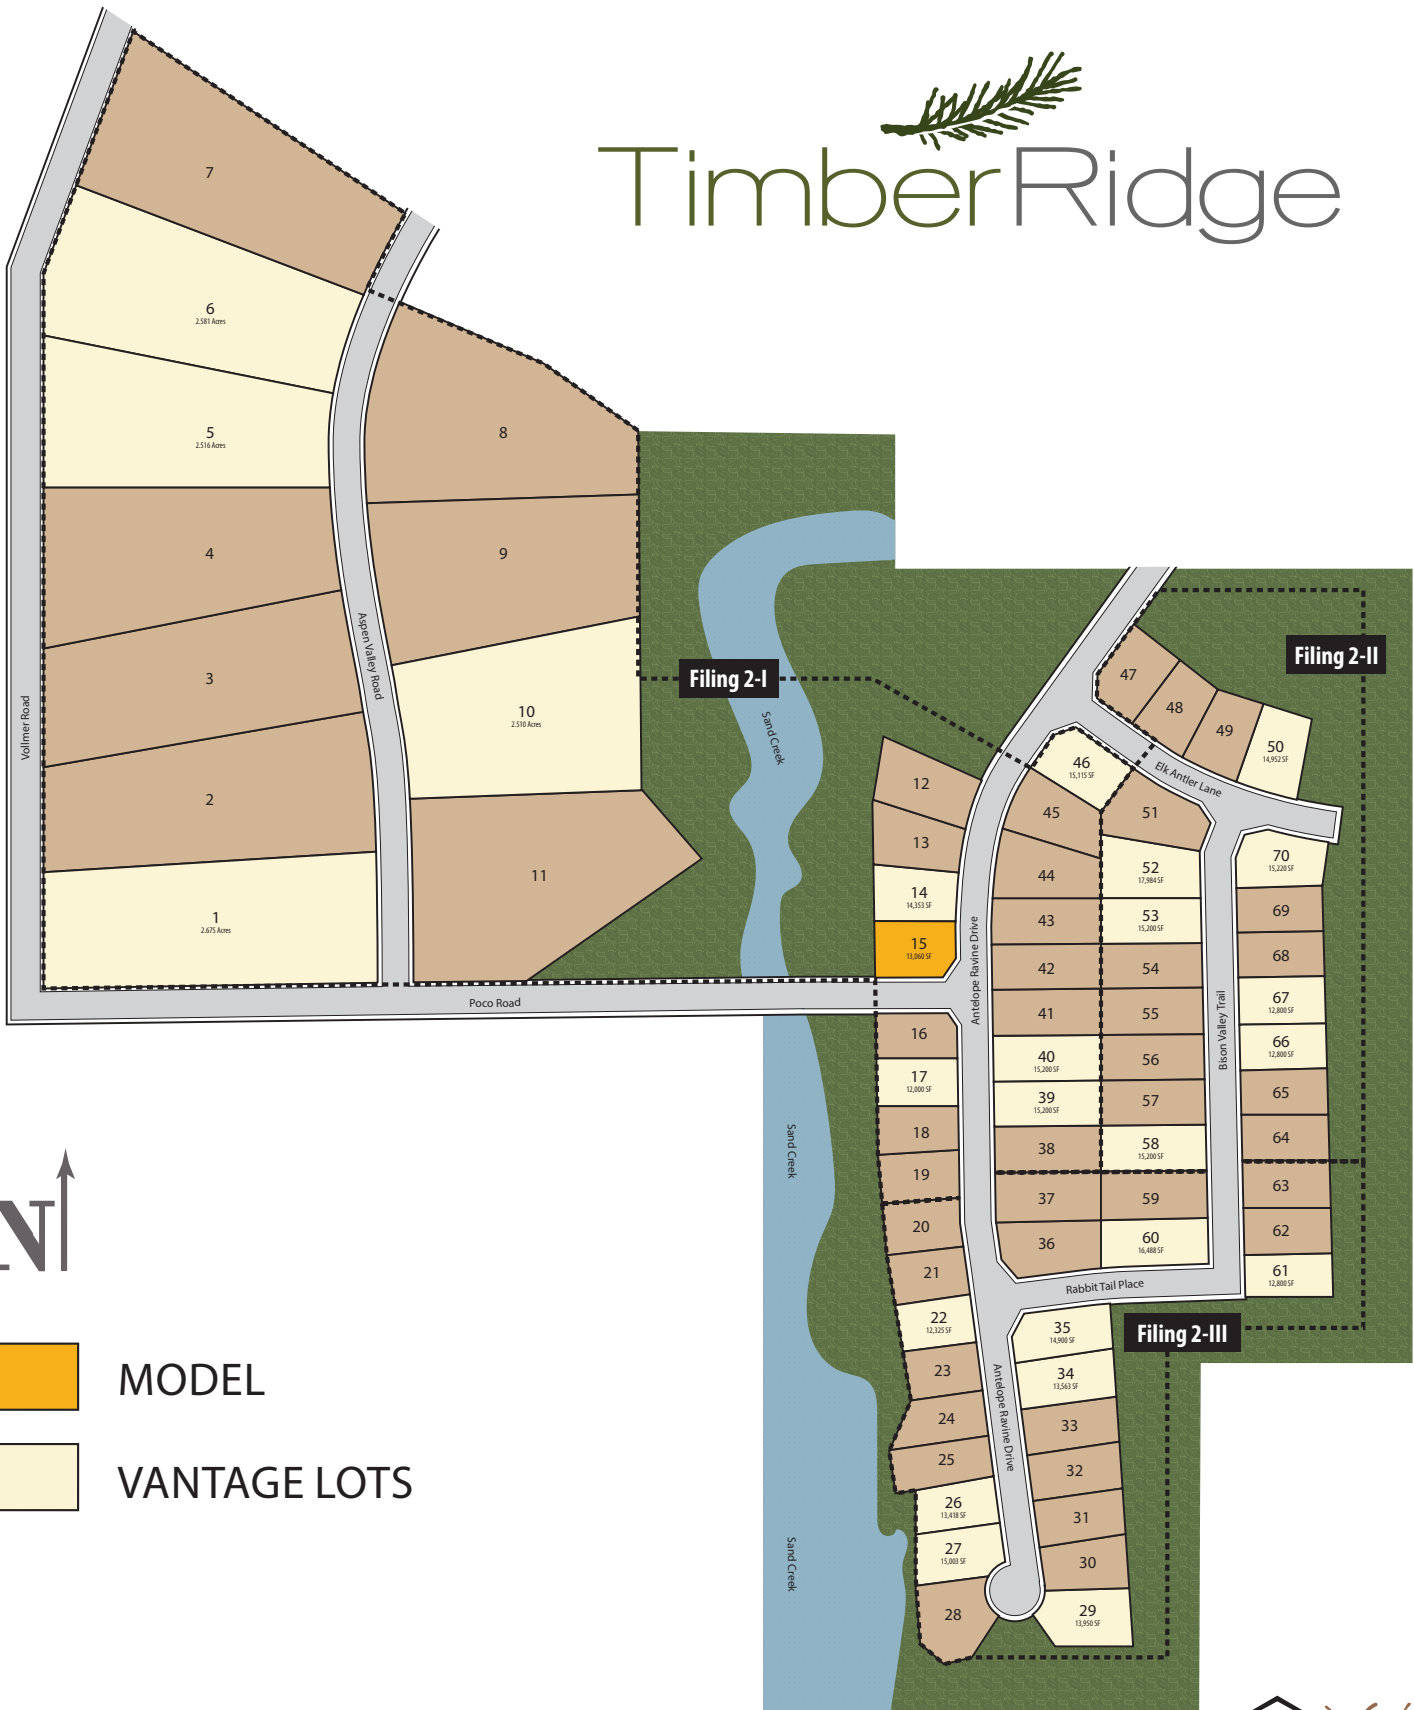 TimberRidge
7
6
2.581 Acres
5
2.516 Acres
8
4
9
Aspen Valley Road
3
Vollmer Road
10
2.510 Acres
2
11
1
2.675 Acres
Poco Road
Filing 2-I
Sand Creek
Filing 2-II
47
48
49
50
14,952 SF
46
15,115 SF
Elk Antler Lane
12
45
51
13
70
15,220 SF
44
52
17,984 SF
14
14,353 SF
69
43
53
15,200 SF
15
13,060 SF
Antelope Ravine Drive
68
42
54
67
12,800 SF
41
55
Bison Valley Trail
16
66
12,800 SF
40
15,200 SF
56
17
12,000 SF
65
39
15,200 SF
57
18
64
38
58
15,200 SF
Sand Creek
19
63
37
59
20
62
36
60
16,488 SF
21
61
12,800 SF
Rabbit Tail Place
22
12,325 SF
35
14,900 SF
Filing 2-III
23
34
13,563 SF
24
33
Antelope Ravine Drive
25
32
26
13,418 SF
31
27
15,003 SF
30
Sand Creek
28
29
13,950 SF
N
MODEL
VANTAGE LOTS